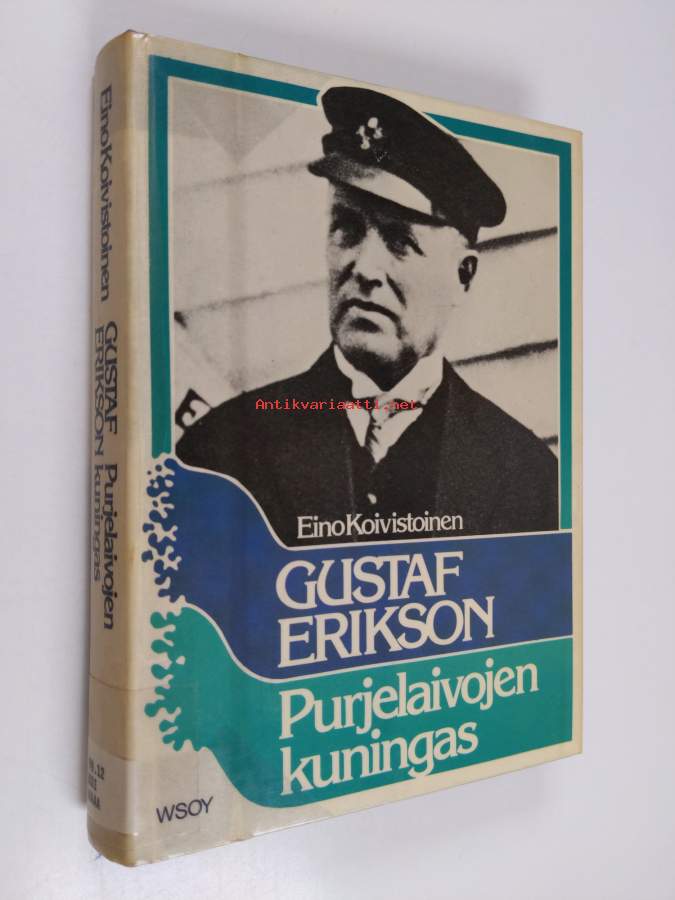 Eino Koivistoinen
GUSTAF
ERIKSON
Purjelaivojen
kuningas
WSOY
Eino Koivistoinen
GUSTAF
ERIKSON
Purjelaivojen
kuningas
Antikvariaatti.net